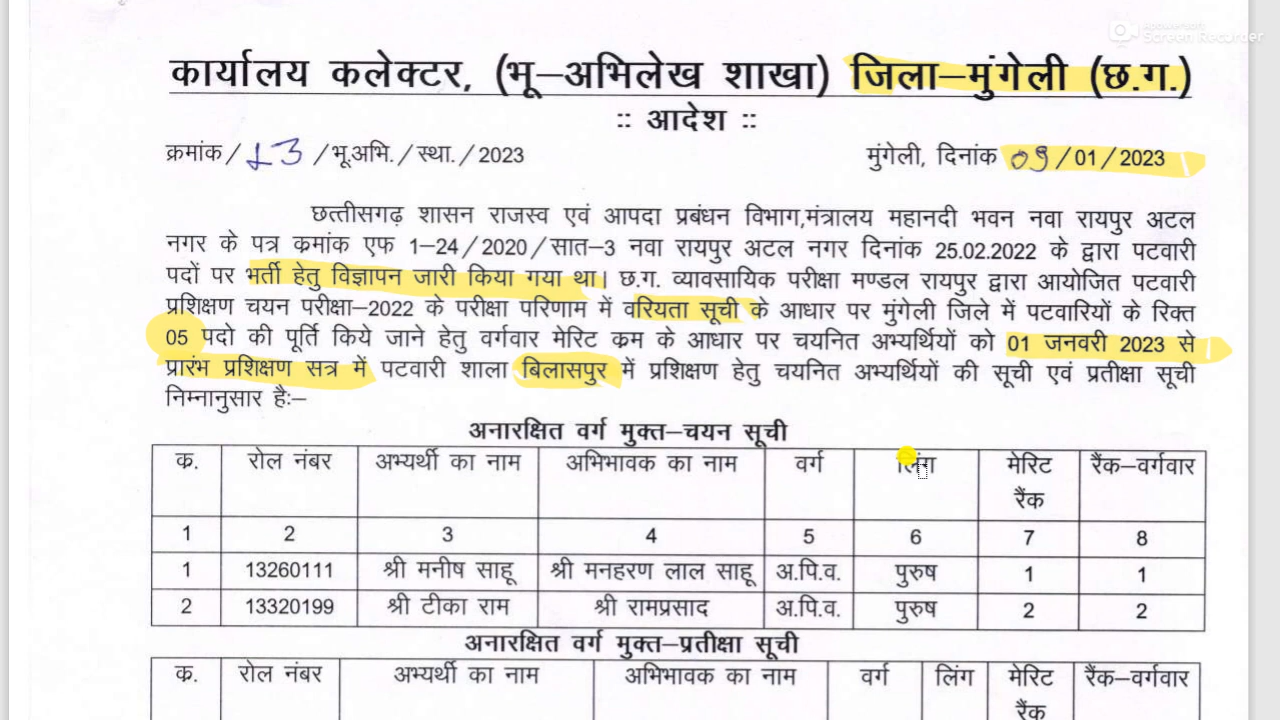 Apowersoft
Screen Recorder
कार्यालय कलेक्टर, (भू–अभिलेख शाखा) जिला–मुंगेली (छ.ग.)
:: आदेश ::
क्रमांक / 13 / भू.अभि. / स्था. / 2023 मुंगेली, दिनांक 09/01/2023
छत्तीसगढ़ शासन राजस्व एवं आपदा प्रबंधन विभाग,मंत्रालय महानदी भवन नवा रायपुर अटल
नगर के पत्र क्रमांक एफ 1–24/2020/सात–3 नवा रायपुर अटल नगर दिनांक 25.02.2022 के द्वारा पटवारी
पदों पर भर्ती हेतु विज्ञापन जारी किया गया था। छ.ग. व्यावसायिक परीक्षा मण्डल रायपुर द्वारा आयोजित पटवारी
प्रशिक्षण चयन परीक्षा–2022 के परीक्षा परिणाम में वरियता सूची के आधार पर मुंगेली जिले में पटवारियों के रिक्त
05 पदो की पूर्ति किये जाने हेतु वर्गवार मेरिट क्रम के आधार पर चयनित अभ्यर्थियों को 01 जनवरी 2023 से
प्रारंभ प्रशिक्षण सत्र में पटवारी शाला बिलासपुर में प्रशिक्षण हेतु चयनित अभ्यर्थियों की सूची एवं प्रतीक्षा सूची
निम्नानुसार हैः–
अनारक्षित वर्ग मुक्त–चयन सूची
क्र. रोल नंबर अभ्यर्थी का नाम अभिभावक का नाम वर्ग लिंग मेरिट रैंक–वर्गवार
रैंक
1 2 3 4 5 6 7 8
1 13260111 श्री मनीष साहू श्री मनहरण लाल साहू अ.पि.व. पुरुष 1 1
2 13320199 श्री टीका राम श्री रामप्रसाद अ.पि.व. पुरुष 2 2
अनारक्षित वर्ग मुक्त–प्रतीक्षा सूची
क्र. रोल नंबर अभ्यर्थी का नाम अभिभावक का नाम वर्ग लिंग मेरिट रैंक–वर्गवार
रैंक